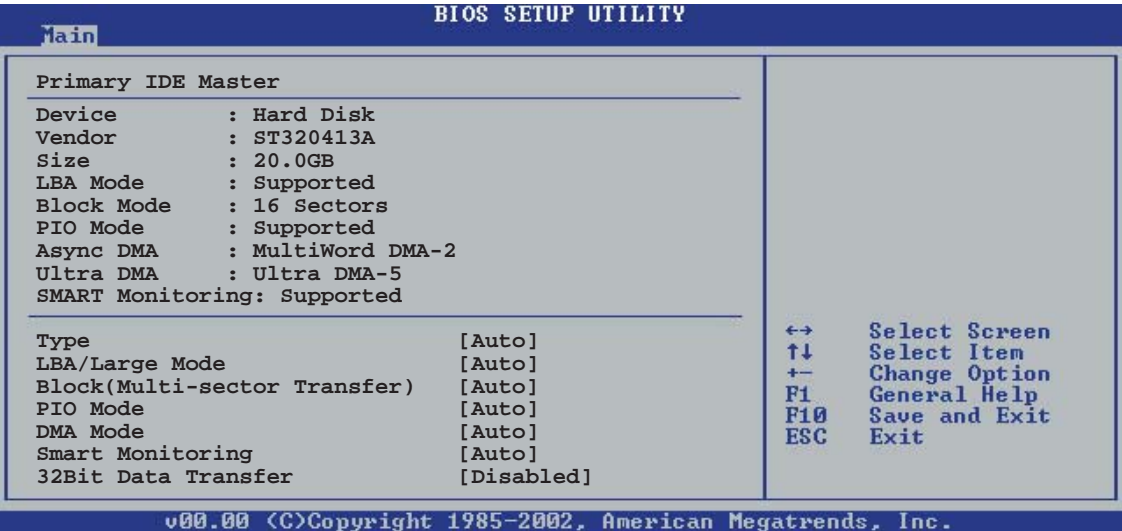 BIOS SETUP UTILITY
Main
Primary IDE Master
Device : Hard Disk
Vendor : ST320413A
Size : 20.0GB
LBA Mode : Supported
Block Mode : 16 Sectors
PIO Mode : Supported
Async DMA : MultiWord DMA-2
Ultra DMA : Ultra DMA-5
SMART Monitoring: Supported
Type [Auto]
LBA/Large Mode [Auto]
Block(Multi-sector Transfer) [Auto]
PIO Mode [Auto]
DMA Mode [Auto]
Smart Monitoring [Auto]
32Bit Data Transfer [Disabled]
←→ Select Screen
↑↓ Select Item
+- Change Option
F1 General Help
F10 Save and Exit
ESC Exit
v00.00 (C)Copyright 1985-2002, American Megatrends, Inc.